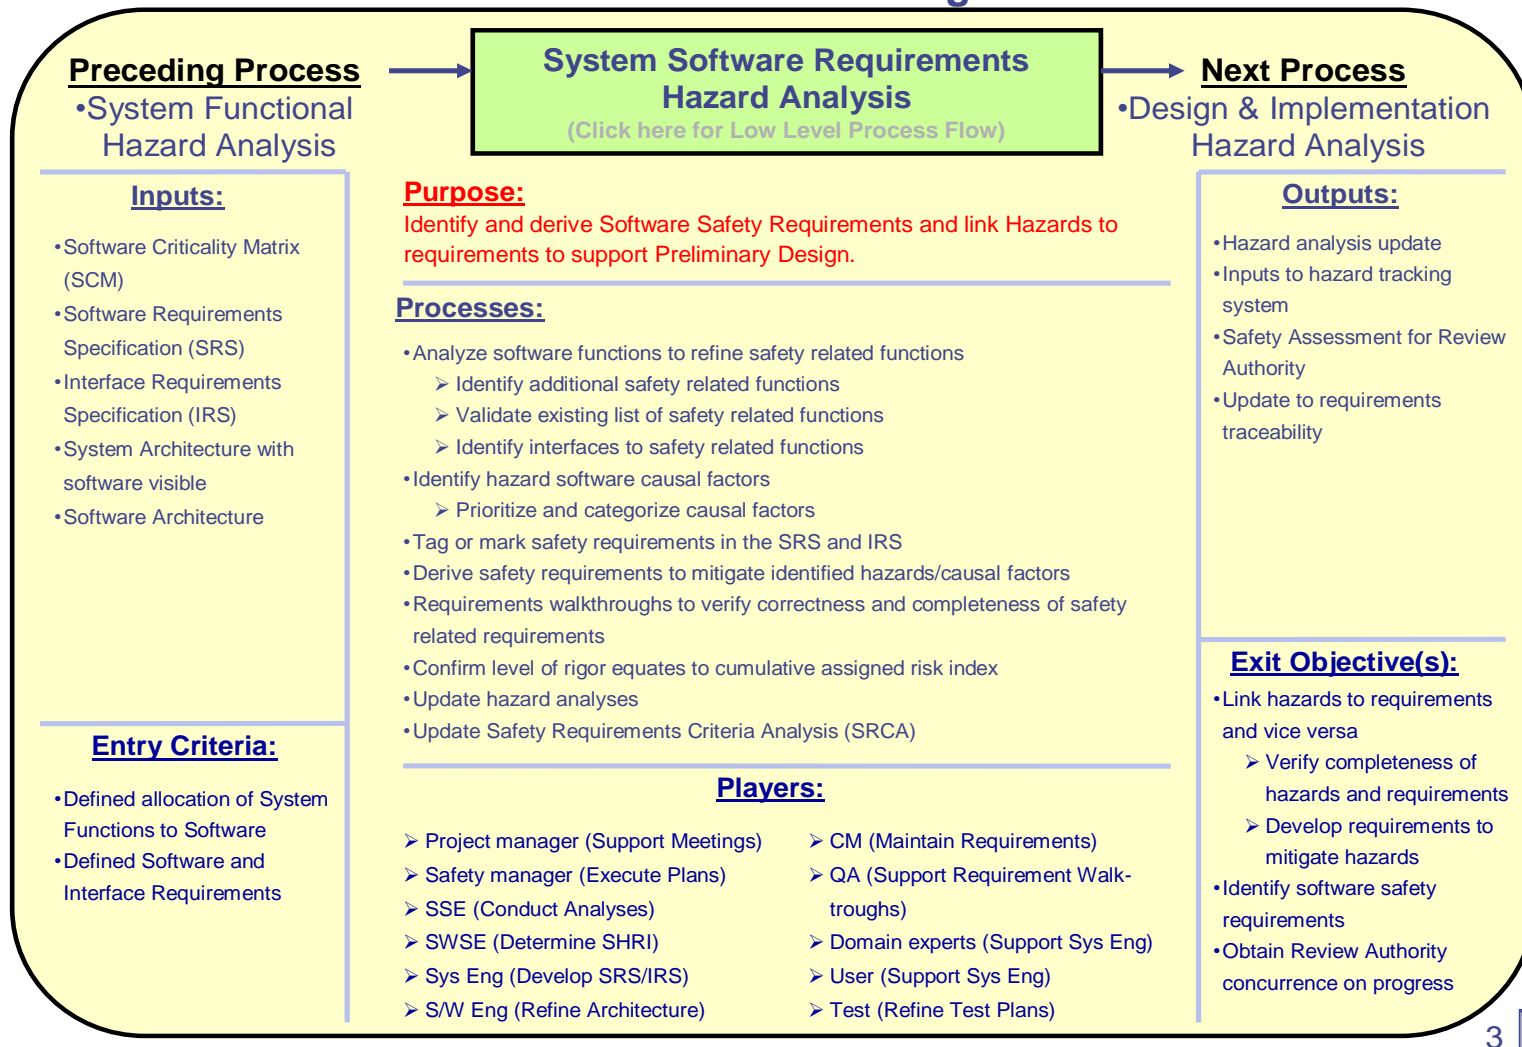 Preceding Process
•System Functional
Hazard Analysis
System Software Requirements
Hazard Analysis
(Click here for Low Level Process Flow)
Next Process
•Design & Implementation
Hazard Analysis
Inputs:
•Software Criticality Matrix
(SCM)
•Software Requirements
Specification (SRS)
•Interface Requirements
Specification (IRS)
•System Architecture with
software visible
•Software Architecture
Entry Criteria:
•Defined allocation of System
Functions to Software
•Defined Software and
Interface Requirements
Purpose:
Identify and derive Software Safety Requirements and link Hazards to
requirements to support Preliminary Design.
Processes:
•Analyze software functions to refine safety related functions
➢ Identify additional safety related functions
➢ Validate existing list of safety related functions
➢ Identify interfaces to safety related functions
•Identify hazard software causal factors
➢ Prioritize and categorize causal factors
•Tag or mark safety requirements in the SRS and IRS
•Derive safety requirements to mitigate identified hazards/causal factors
•Requirements walkthroughs to verify correctness and completeness of safety
related requirements
•Confirm level of rigor equates to cumulative assigned risk index
•Update hazard analyses
•Update Safety Requirements Criteria Analysis (SRCA)
Players:
➢ Project manager (Support Meetings)
➢ Safety manager (Execute Plans)
➢ SSE (Conduct Analyses)
➢ SWSE (Determine SHRI)
➢ Sys Eng (Develop SRS/IRS)
➢ S/W Eng (Refine Architecture)
➢ CM (Maintain Requirements)
➢ QA (Support Requirement Walk-
troughs)
➢ Domain experts (Support Sys Eng)
➢ User (Support Sys Eng)
➢ Test (Refine Test Plans)
Outputs:
•Hazard analysis update
•Inputs to hazard tracking
system
•Safety Assessment for Review
Authority
•Update to requirements
traceability
Exit Objective(s):
•Link hazards to requirements
and vice versa
➢ Verify completeness of
hazards and requirements
➢ Develop requirements to
mitigate hazards
•Identify software safety
requirements
•Obtain Review Authority
concurrence on progress
3